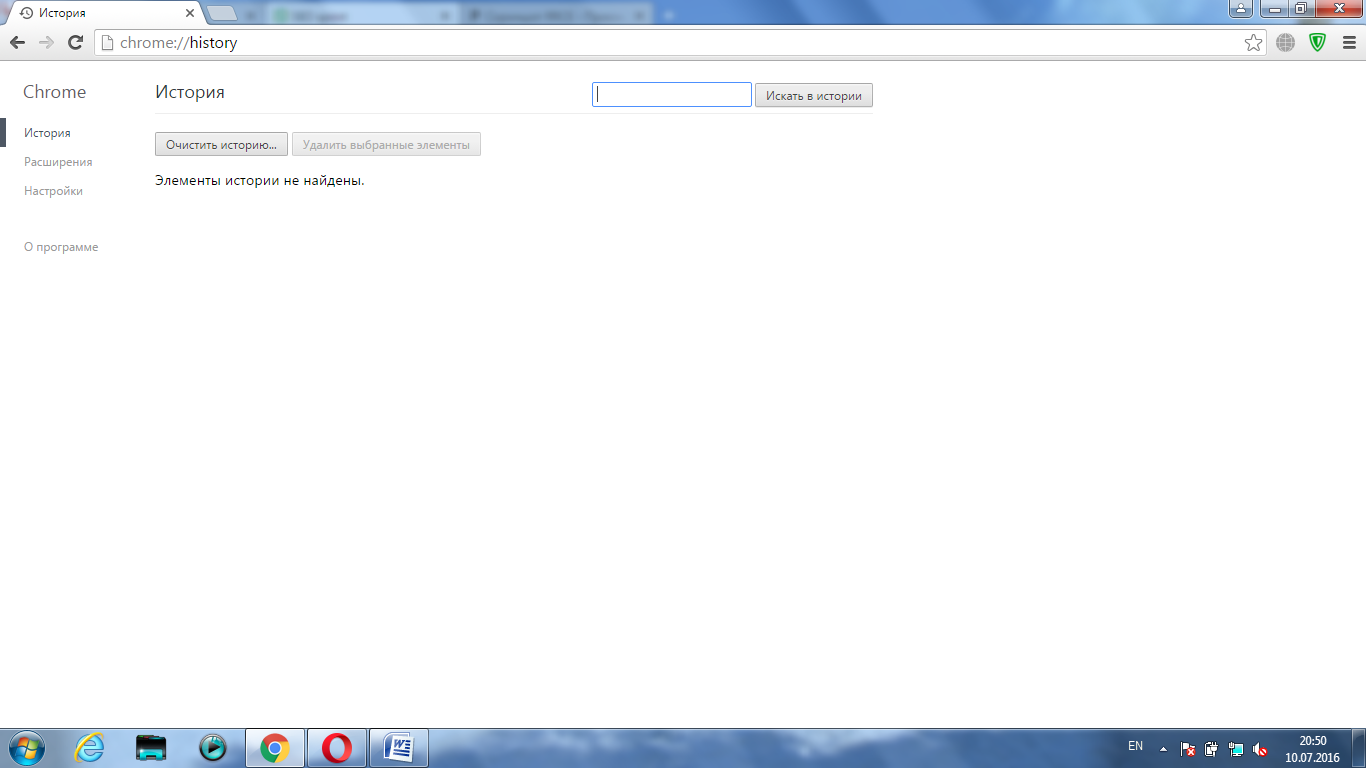 История
chrome://history
Chrome
История
Искать в истории
История
Очистить историю...
Удалить выбранные элементы
Расширения
Элементы истории не найдены.
Настройки
О программе
EN
20:50
10.07.2016